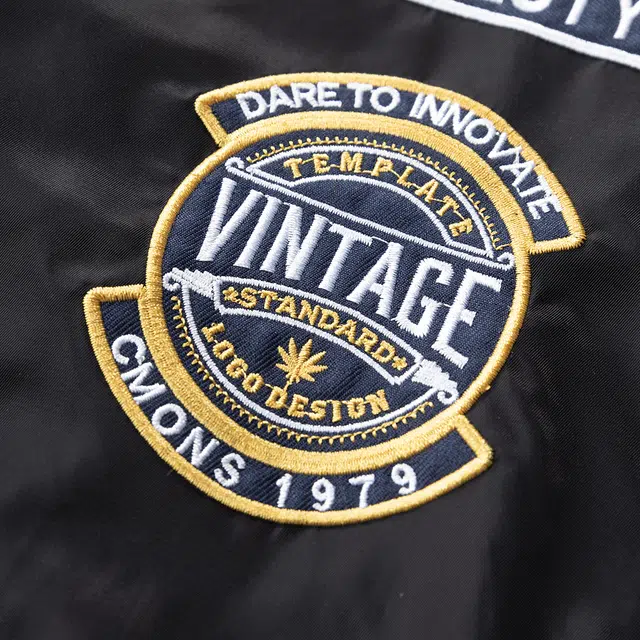 DARE TO INNOVATE
TEMPLATE
VINTAGE
*STANDARD*
LOGO DESIGN
CMONS 1979